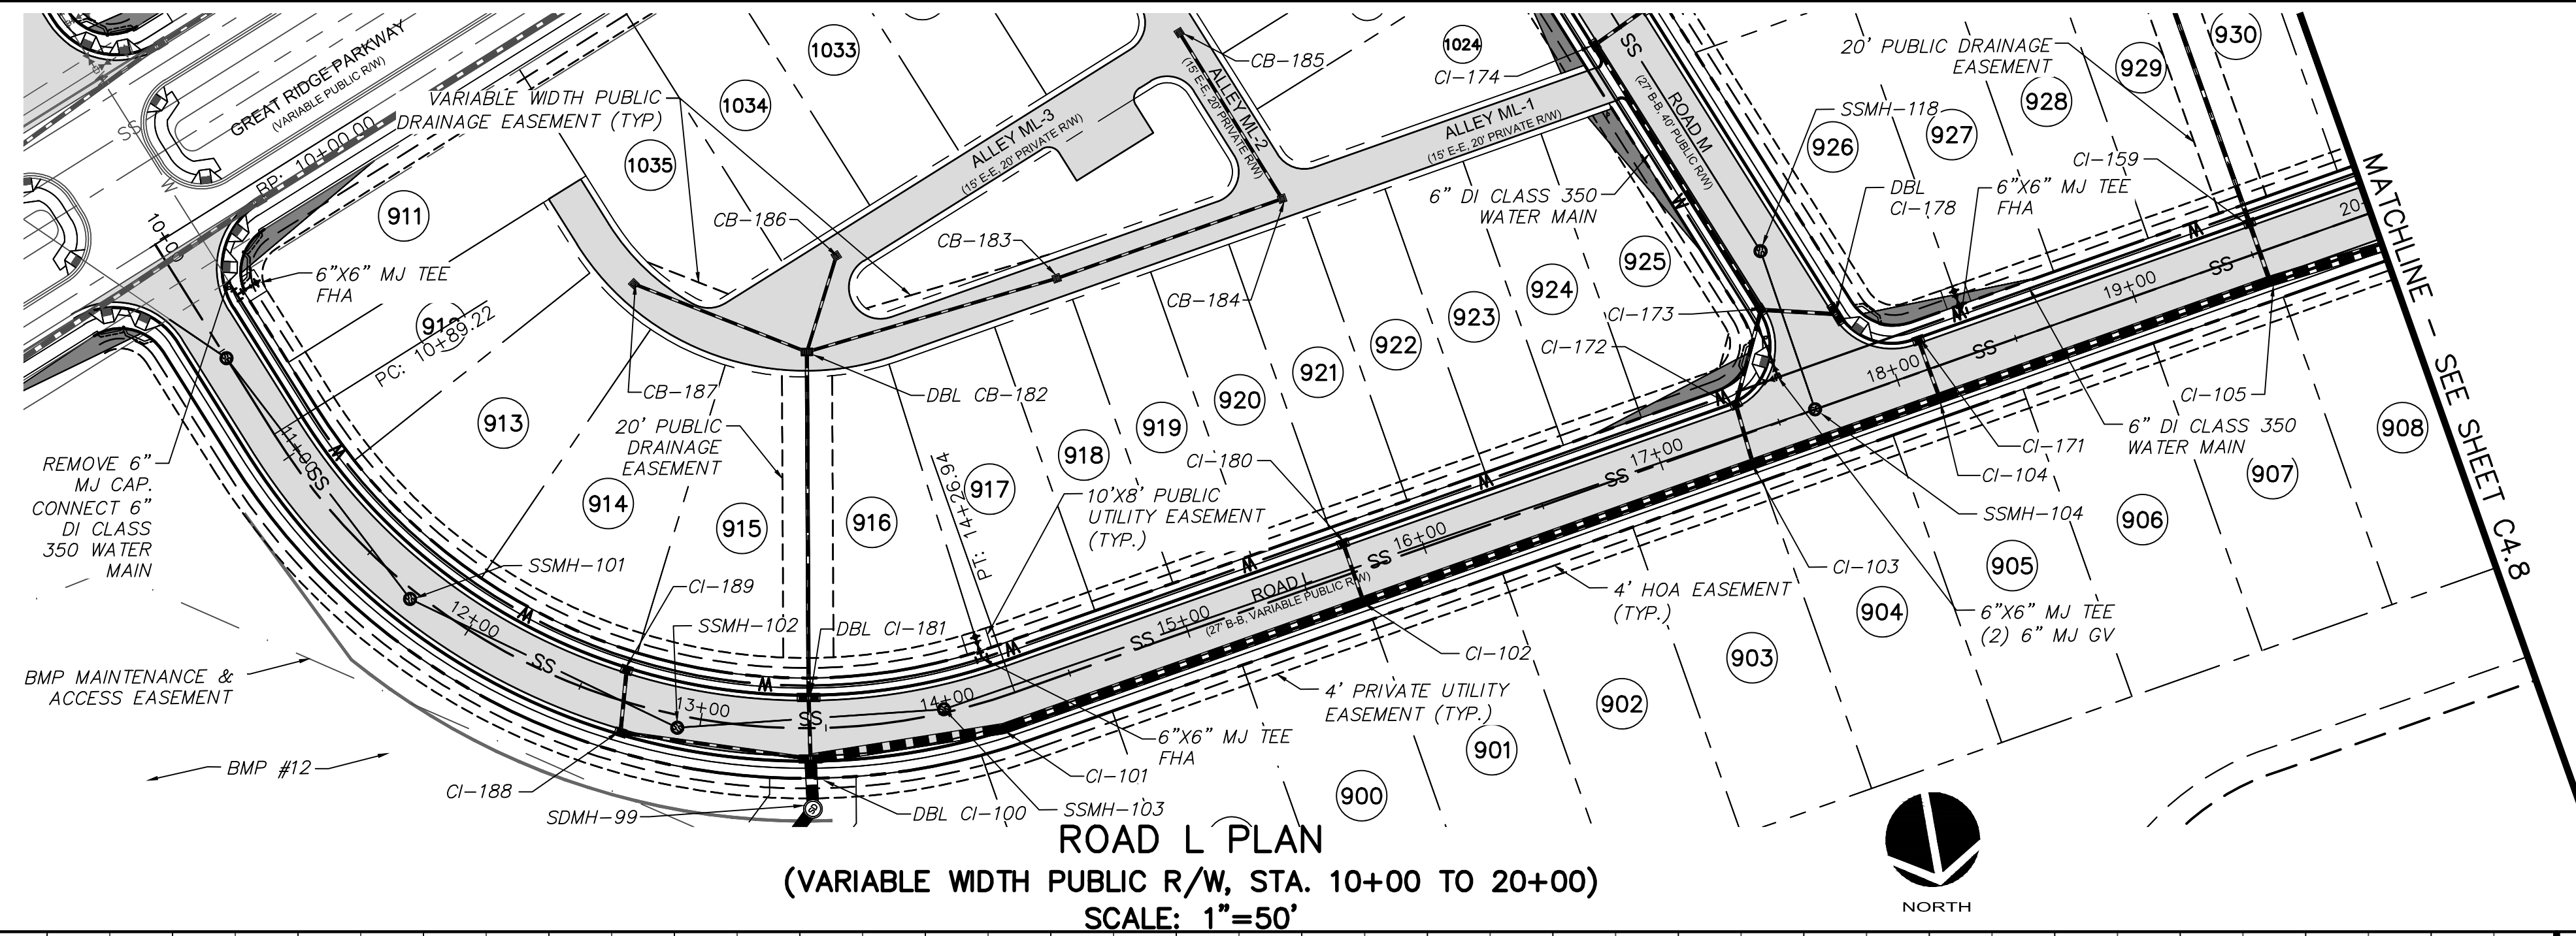 GREAT RIDGE PARKWAY
(VARIABLE PUBLIC R/W)
SS
SS
W
BP: 10+00.00
VARIABLE WIDTH PUBLIC
DRAINAGE EASEMENT (TYP)
1033
1034
1035
911
ALLEY ML-3
(15' E-E, 20' PRIVATE R/W)
CB-185
ALLEY ML-2
(15' E-E, 20' PRIVATE R/W)
1024
CI-174
ALLEY ML-1
(15' E-E, 20' PRIVATE R/W)
SS
ROAD M
(27' B-B, 40' PUBLIC R/W)
20' PUBLIC DRAINAGE
EASEMENT
929
930
928
SSMH-118
927
926
CI-159
MATCHLINE - SEE SHEET C4.8
DBL
CI-178
6"X6" MJ TEE
FHA
6" DI CLASS 350
WATER MAIN
W
CB-186
CB-183
CB-184
6"X6" MJ TEE
FHA
PC: 10+89.22
CB-187
DBL CB-182
925
924
923
922
921
920
919
918
917
CI-173
CI-172
W
W
W
19+00
SS
18+00
SS
17+00
SS
CI-105
6" DI CLASS 350
WATER MAIN
908
907
906
CI-171
CI-104
SSMH-104
905
904
903
902
901
900
CI-103
6"X6" MJ TEE
(2) 6" MJ GV
913
914
915
916
20' PUBLIC
DRAINAGE
EASEMENT
PT: 14+26.94
CI-180
10'X8' PUBLIC
UTILITY EASEMENT
(TYP.)
REMOVE 6"
MJ CAP.
CONNECT 6"
DI CLASS
350 WATER
MAIN
11+00
SS
W
SSMH-101
12+00
SS
W
CI-189
SSMH-102
DBL CI-181
W
13+00
SS
14+00
W
SS
15+00
ROAD L
(27' B-B, VARIABLE PUBLIC R/W)
W
SS
16+00
W
4' HOA EASEMENT
(TYP.)
CI-102
4' PRIVATE UTILITY
EASEMENT (TYP.)
6"X6" MJ TEE
FHA
CI-101
SSMH-103
DBL CI-100
SDMH-99
CI-188
BMP MAINTENANCE &
ACCESS EASEMENT
BMP #12
ROAD L PLAN
(VARIABLE WIDTH PUBLIC R/W, STA. 10+00 TO 20+00)
SCALE: 1"=50'
NORTH